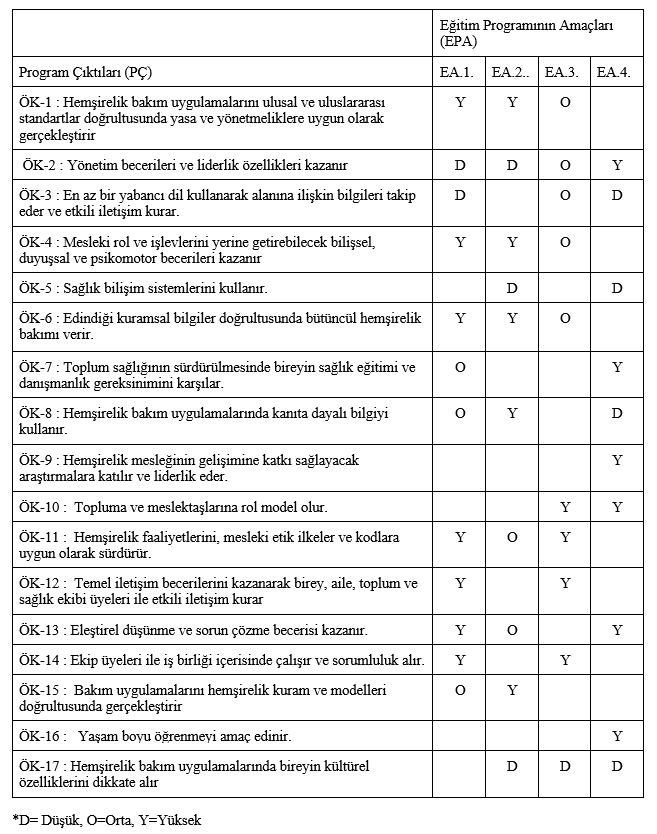 Eğitim Programının Amaçları
(EPA)
Program Çıktıları (PÇ) EA.1. EA.2.. EA.3. EA.4.
ÖK-1 : Hemşirelik bakım uygulamalarını ulusal ve uluslararası Y Y O
standartlar doğrultusunda yasa ve yönetmeliklere uygun olarak
gerçekleştirir
ÖK-2 : Yönetim becerileri ve liderlik özellikleri kazanır D D O Y
ÖK-3 : En az bir yabancı dil kullanarak alanına ilişkin bilgileri takip D O D
eder ve etkili iletişim kurar.
ÖK-4 : Mesleki rol ve işlevlerini yerine getirebilecek bilişsel, Y Y O
duyuşsal ve psikomotor becerileri kazanır
ÖK-5 : Sağlık bilişim sistemlerini kullanır. D D
ÖK-6 : Edindiği kuramsal bilgiler doğrultusunda bütüncül hemşirelik Y Y O
bakımı verir.
ÖK-7 : Toplum sağlığının sürdürülmesinde bireyin sağlık eğitimi ve O Y
danışmanlık gereksinimini karşılar.
ÖK-8 : Hemşirelik bakım uygulamalarında kanıta dayalı bilgiyi O Y D
kullanır.
ÖK-9 : Hemşirelik mesleğinin gelişimine katkı sağlayacak Y
araştırmalara katılır ve liderlik eder.
ÖK-10 : Topluma ve meslektaşlarına rol model olur. Y Y
ÖK-11 : Hemşirelik faaliyetlerini, mesleki etik ilkeler ve kodlara Y O Y
uygun olarak sürdürür.
ÖK-12 : Temel iletişim becerilerini kazanarak birey, aile, toplum ve Y Y
sağlık ekibi üyeleri ile etkili iletişim kurar
ÖK-13 : Eleştirel düşünme ve sorun çözme becerisi kazanır. Y O Y
ÖK-14 : Ekip üyeleri ile iş birliği içerisinde çalışır ve sorumluluk alır. Y Y
ÖK-15 : Bakım uygulamalarını hemşirelik kuram ve modelleri O Y
doğrultusunda gerçekleştirir
ÖK-16 : Yaşam boyu öğrenmeyi amaç edinir. Y
ÖK-17 : Hemşirelik bakım uygulamalarında bireyin kültürel D D D
özelliklerini dikkate alır
*D= Düşük, O=Orta, Y=Yüksek